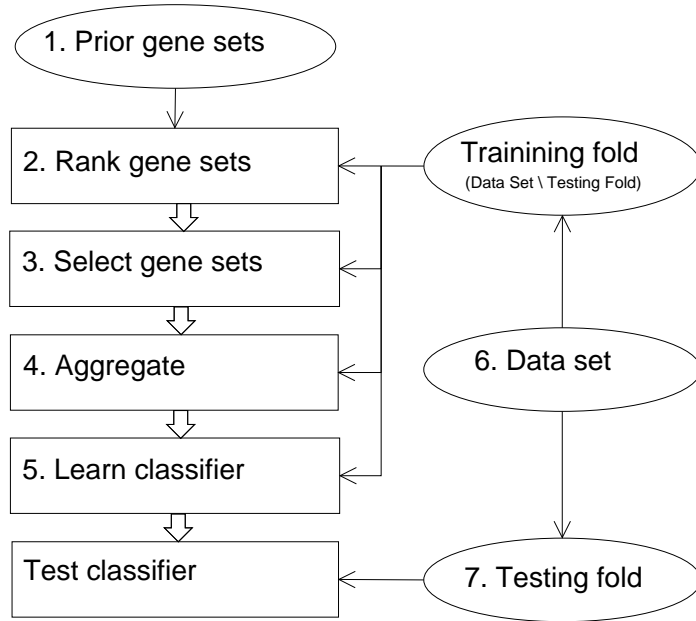 1. Prior gene sets
2. Rank gene sets
Trainining fold
(Data Set \ Testing Fold)
3. Select gene sets
4. Aggregate
6. Data set
5. Learn classifier
Test classifier
7. Testing fold